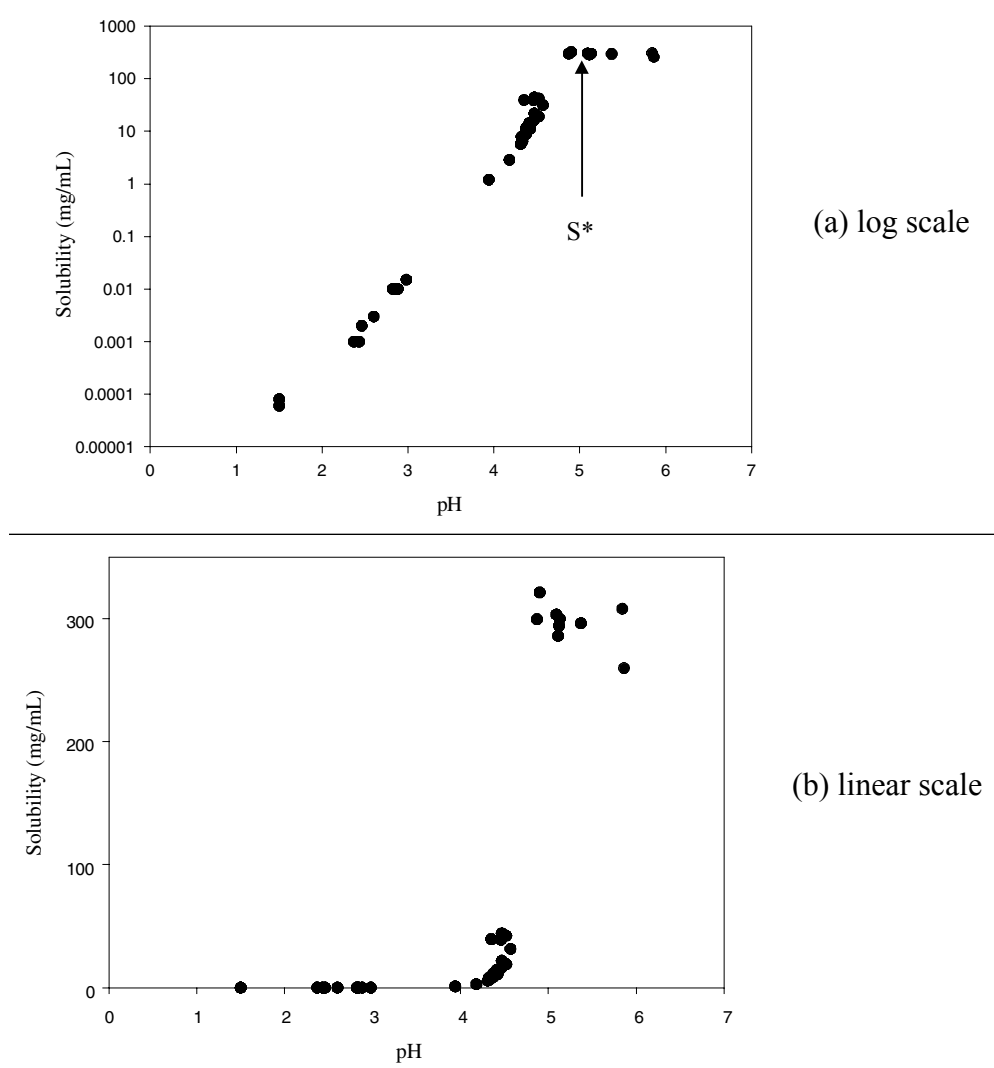 1000
100
10
1
0.1
0.01
0.001
0.0001
0.00001
Solubility (mg/mL)
S*
(a) log scale
0 1 2 3 4 5 6 7
pH
300
200
100
0
Solubility (mg/mL)
(b) linear scale
0 1 2 3 4 5 6 7
pH